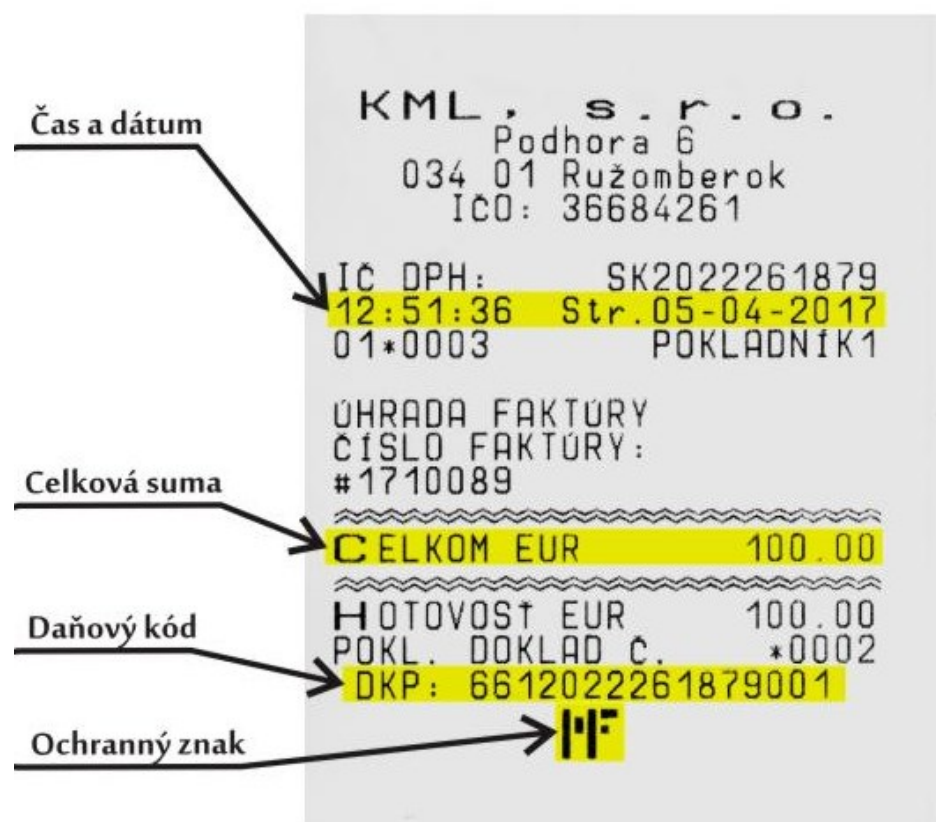 KML, s.r.o.
Podhora 6
034 01 Ružomberok
IČO: 36684261
Čas a dátum
IČ DPH: SK2022261879
12:51:36 Str.05-04-2017
01*0003 POKLADNÍK1
ÚHRADA FAKTÚRY
ČÍSLO FAKTÚRY:
#1710089
Celková suma
CELKOM EUR 100.00
HOTOVOSŤ EUR 100.00
Daňový kód
POKL. DOKLAD Č. *0002
DKP: 6612022261879001
Ochranný znak
MF